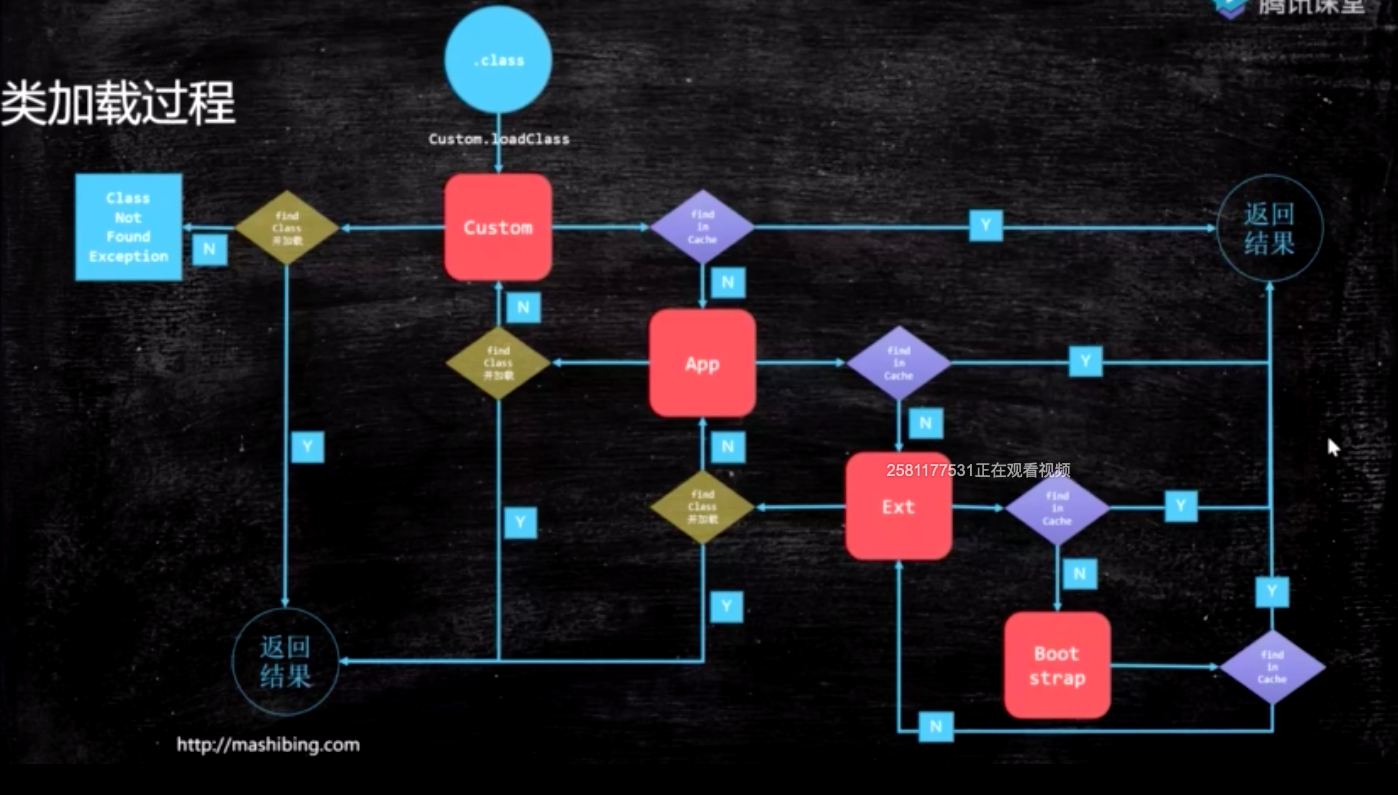 腾讯课堂
.class
类加载过程
Custom.loadClass
Class
Not
Found
Exception
N
find
Class
并加载
Custom
find
in
Cache
Y
返回
结果
N
N
find
Class
并加载
App
find
in
Cache
Y
Y
N
N
2581177531正在观看视频
find
Class
并加载
Ext
find
in
Cache
Y
Y
N
Y
Y
返回
结果
Boot
strap
find
in
Cache
N
http://mashibing.com